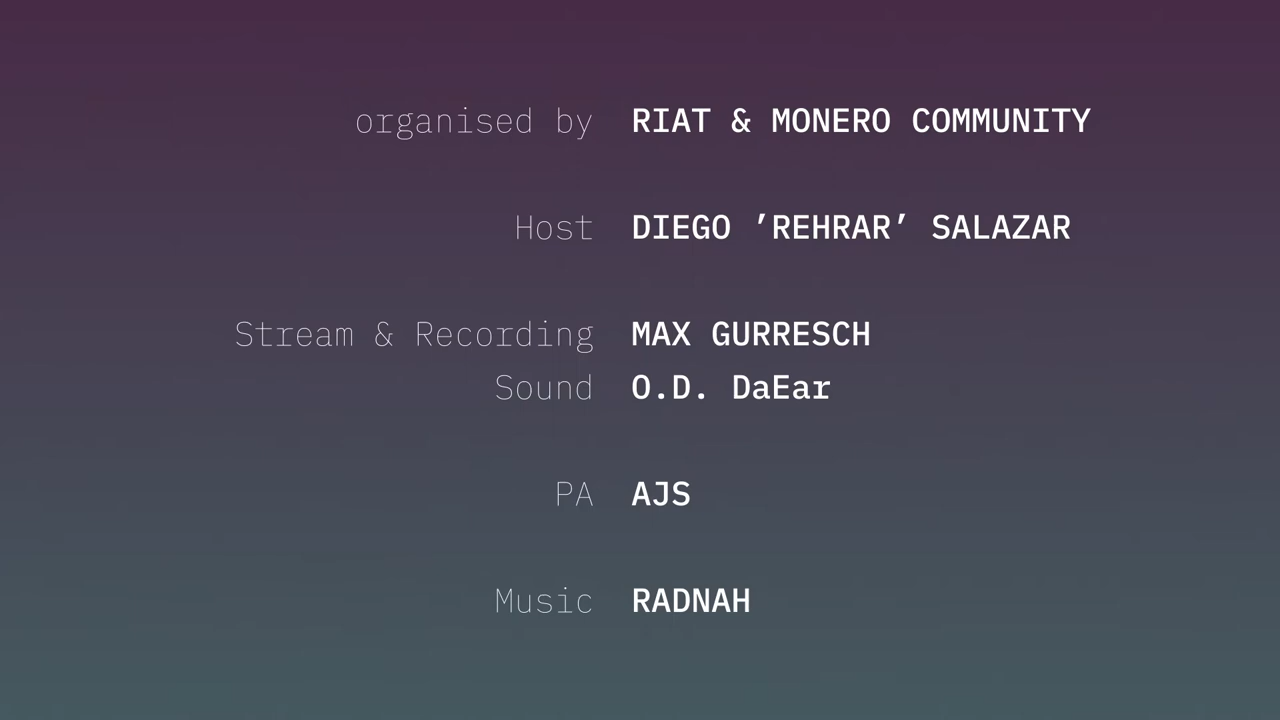 organised by RIAT & MONERO COMMUNITY
Host DIEGO ’REHRAR’ SALAZAR
Stream & Recording MAX GURRESCH
Sound O.D. DaEar
PA AJS
Music RADNAH